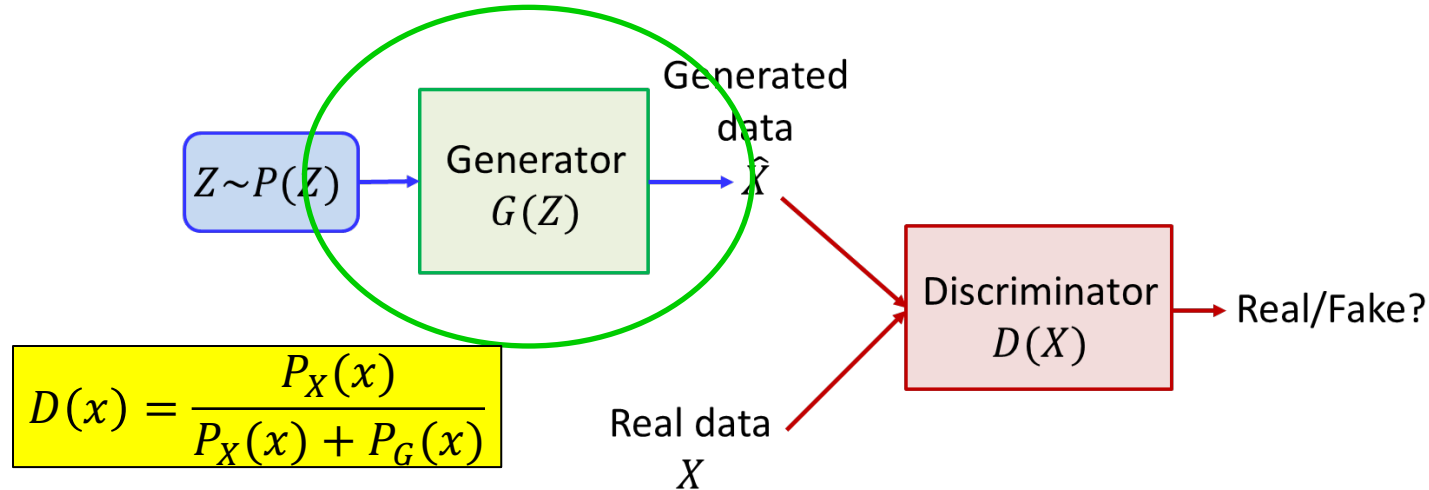 Z~P(Z)
Generator
G(Z)
Generated
data
X̂
Discriminator
D(X)
Real/Fake?
Real data
X
D(x) = P_X(x) / (P_X(x) + P_G(x))